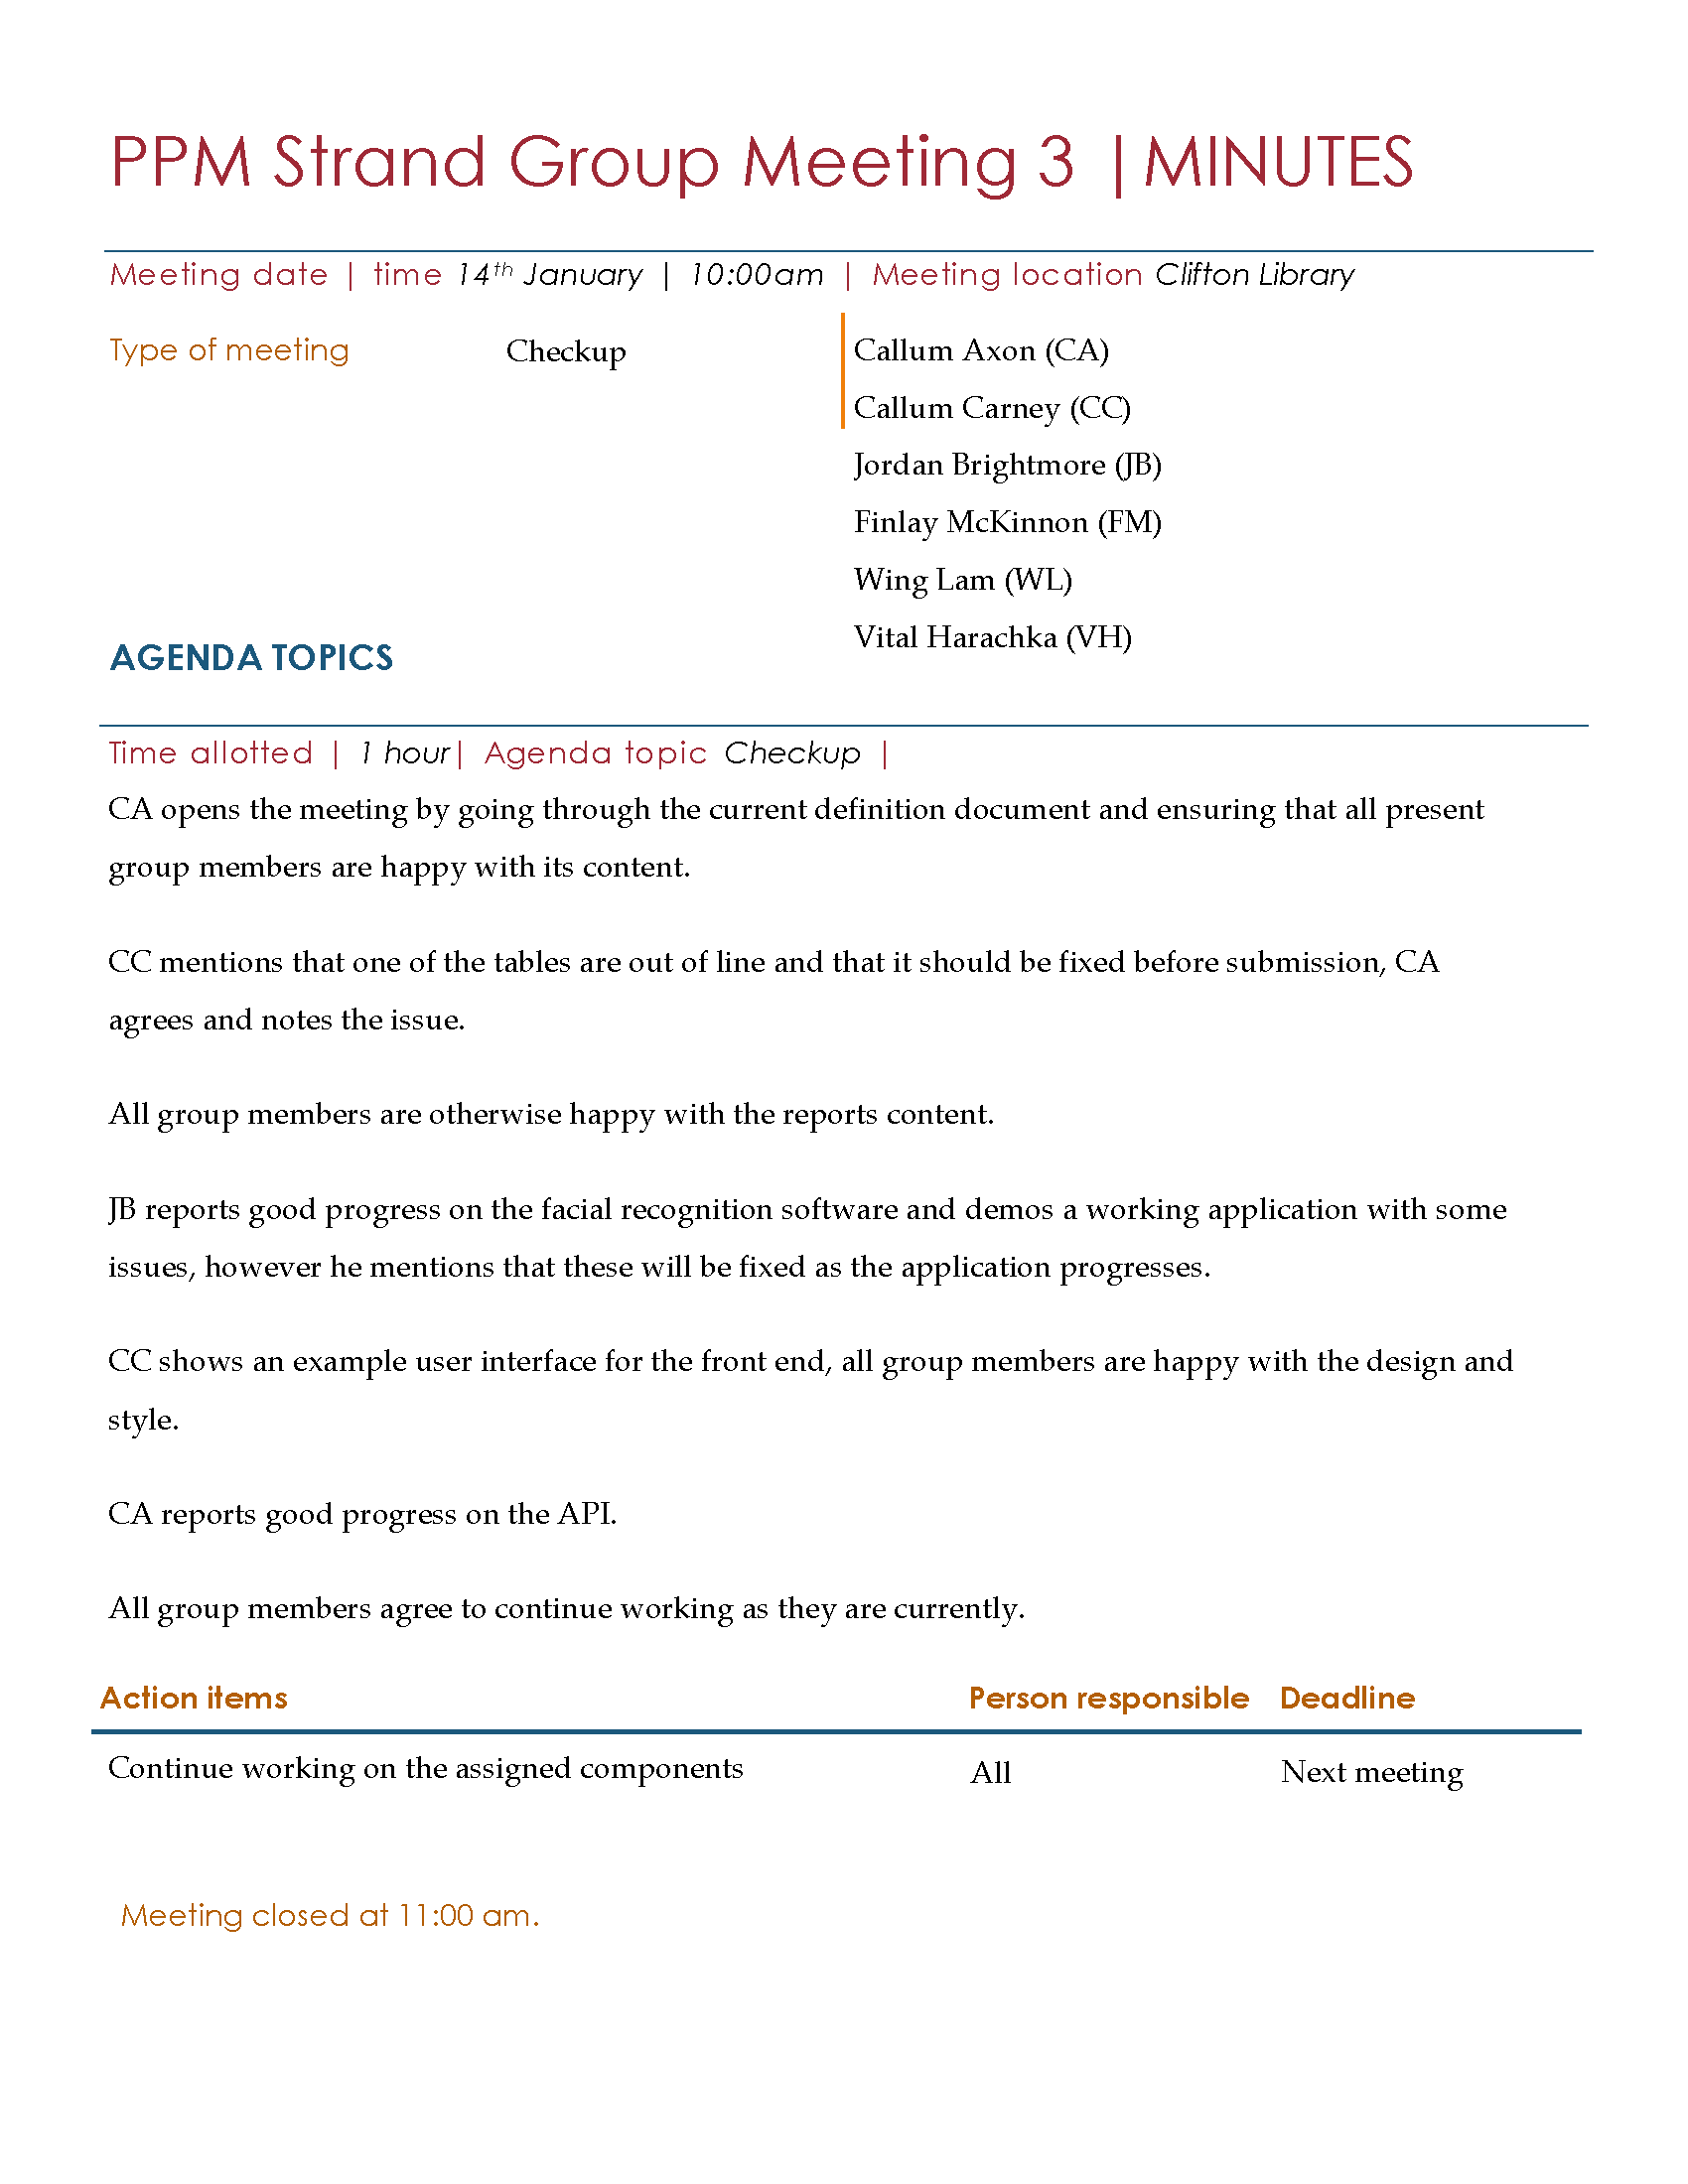 PPM Strand Group Meeting 3 |MINUTES
Meeting date | time 14th January | 10:00am | Meeting location Clifton Library
Type of meeting Checkup
Callum Axon (CA)
Callum Carney (CC)
Jordan Brightmore (JB)
Finlay McKinnon (FM)
Wing Lam (WL)
Vital Harachka (VH)
AGENDA TOPICS
Time allotted | 1 hour| Agenda topic Checkup |
CA opens the meeting by going through the current definition document and ensuring that all present
group members are happy with its content.
CC mentions that one of the tables are out of line and that it should be fixed before submission, CA
agrees and notes the issue.
All group members are otherwise happy with the reports content.
JB reports good progress on the facial recognition software and demos a working application with some
issues, however he mentions that these will be fixed as the application progresses.
CC shows an example user interface for the front end, all group members are happy with the design and
style.
CA reports good progress on the API.
All group members agree to continue working as they are currently.
Action items Person responsible Deadline
Continue working on the assigned components All Next meeting
Meeting closed at 11:00 am.